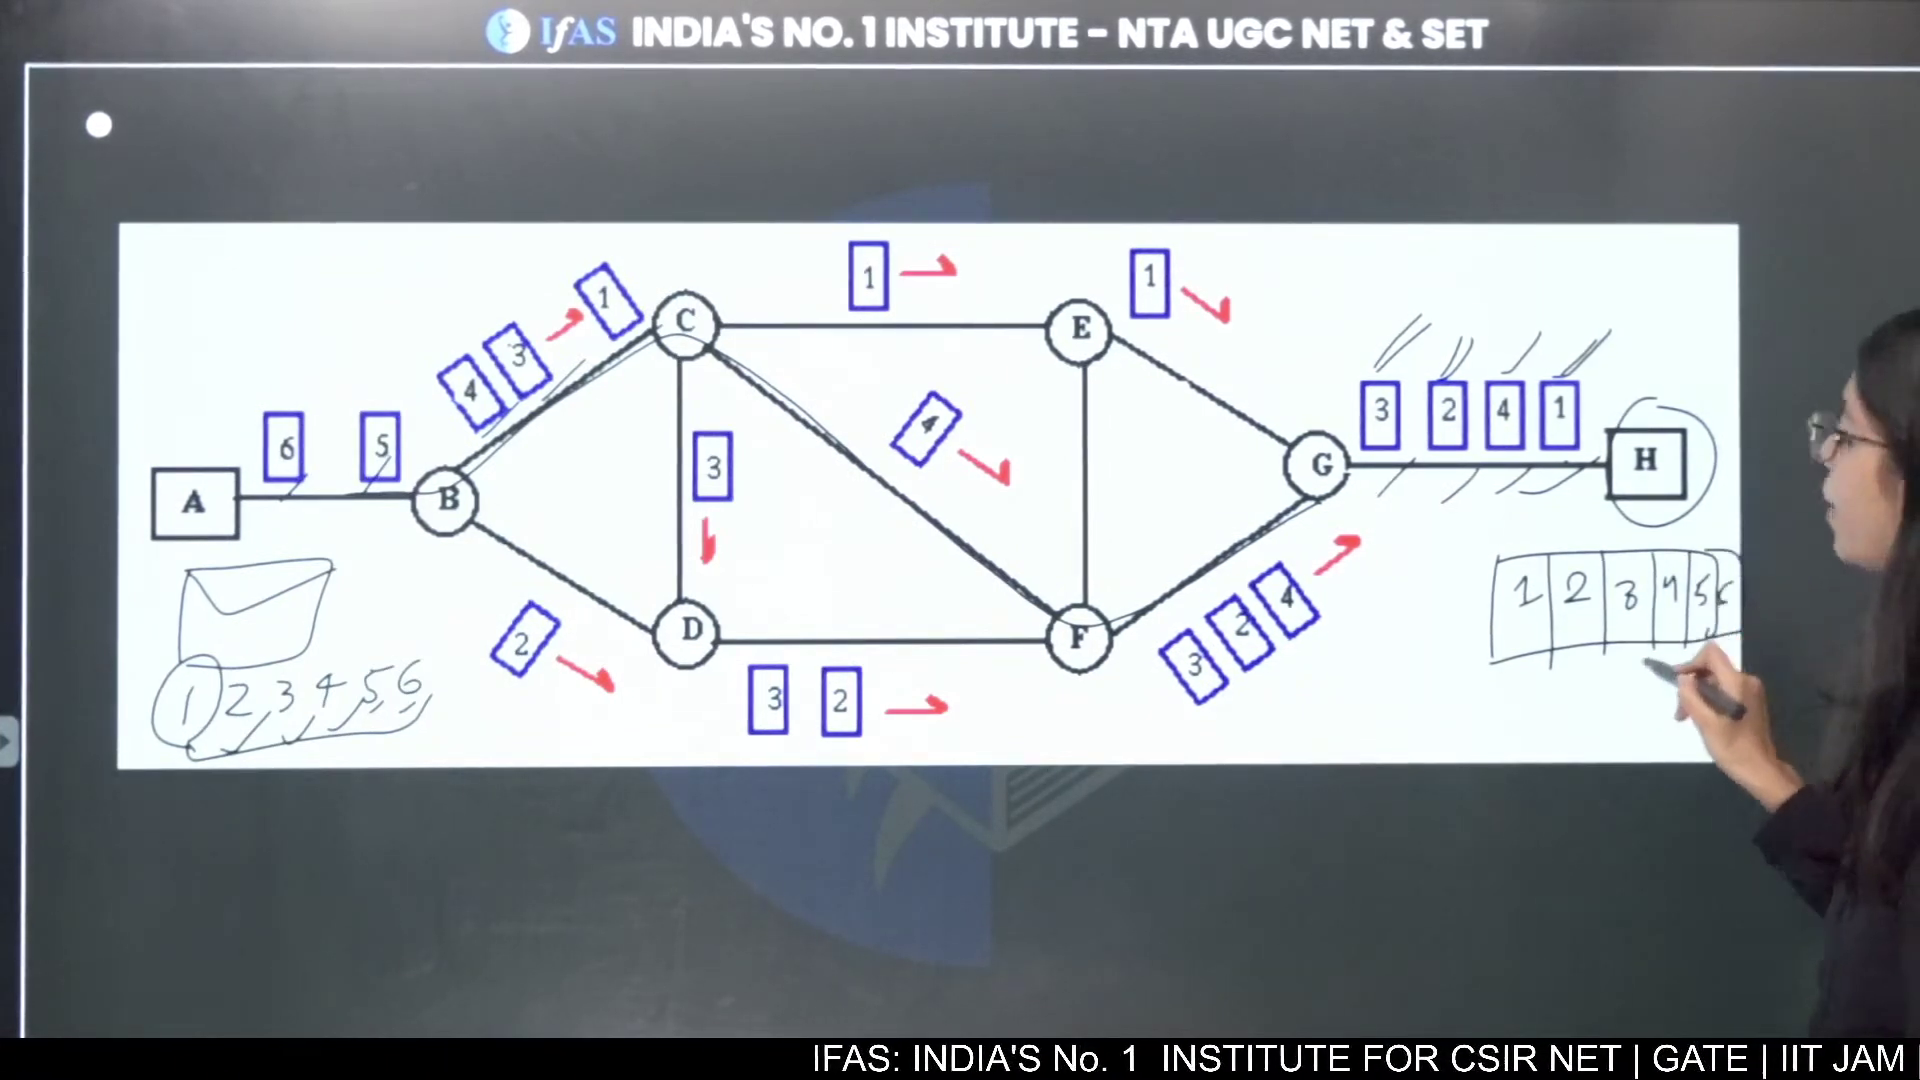 IfAS INDIA'S NO. 1 INSTITUTE - NTA UGC NET & SET
1 1
1 C E
4 3 3 2 4 1
6 5 3 4 G H
A B
2 D F 3 2 4
1 2 3 4 5 6
1 2 3 4 5 6
3 2
IFAS: INDIA'S No. 1 INSTITUTE FOR CSIR NET | GATE | IIT JAM